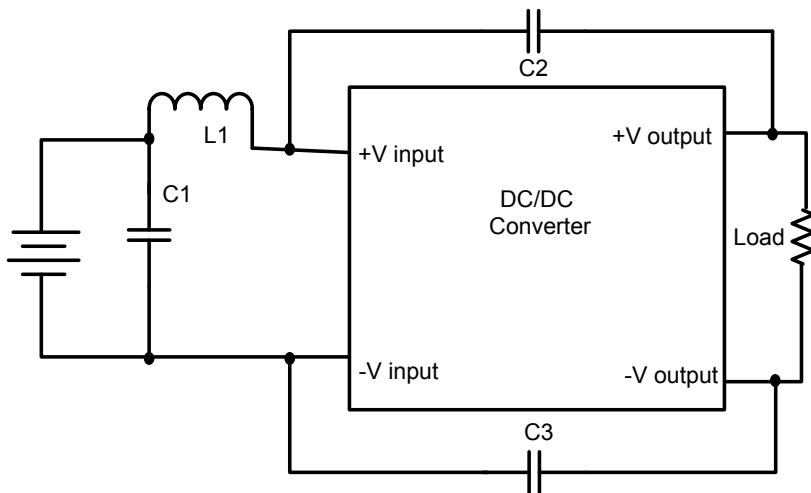 C2
L1
+V input
+V output
C1
DC/DC
Converter
Load
-V input
-V output
C3